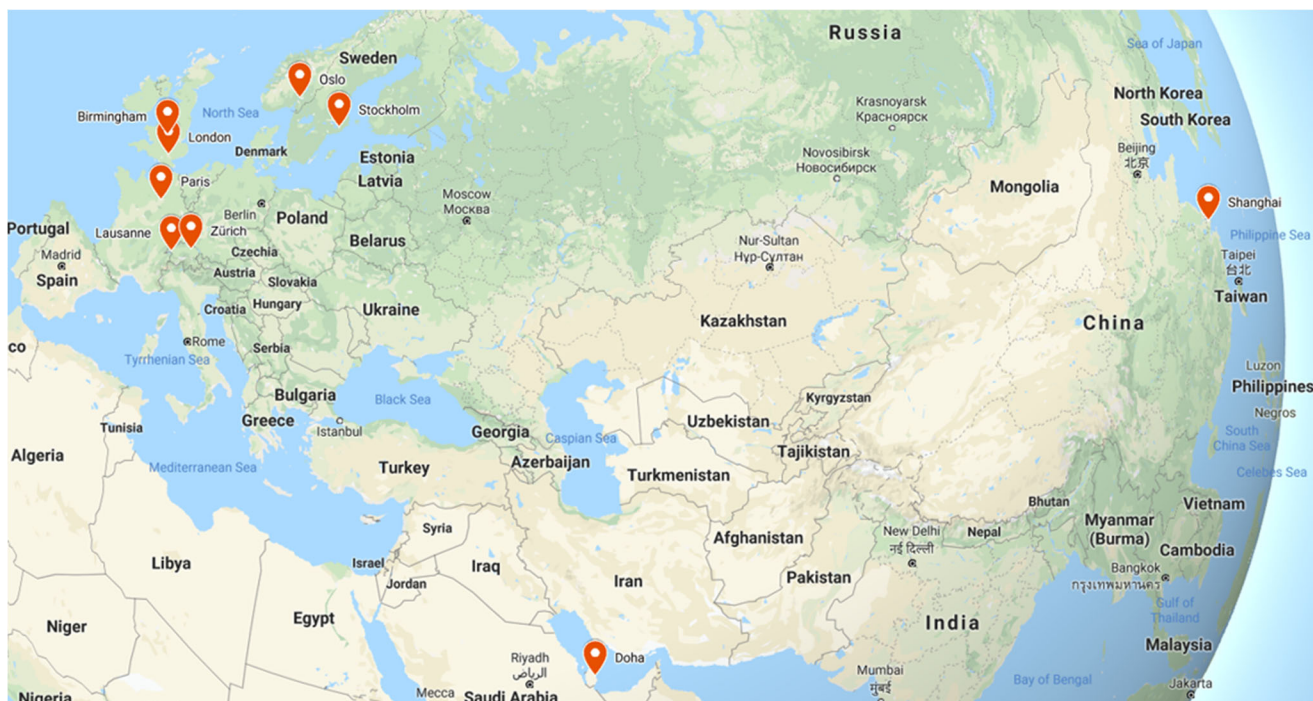 Russia
Sea of Japan
Sweden
Oslo
North Korea
Krasnoyarsk
Красноярск
Birmingham
North Sea
Stockholm
South Korea
London
Denmark
Estonia
Beijing
北京
Novosibirsk
Новосибирск
Latvia
Paris
Moscow
Москва
Mongolia
Shanghai
Berlin
Poland
Portugal
Lausanne
Zürich
Philippine Sea
Belarus
Nur-Sultan
Нұр-Сұлтан
Madrid
Czechia
Taipei
台北
Spain
Austria
Slovakia
Taiwan
Croatia
Hungary
Ukraine
Kazakhstan
China
co
Rome
Serbia
Tyrrhenian Sea
Luzon
Bulgaria
Black Sea
Kyrgyzstan
Philippines
Negros
Greece
Uzbekistan
Tunisia
Istanbul
Georgia
Caspian Sea
South
China Sea
Algeria
Tajikistan
Azerbaijan
Mediterranean Sea
Turkey
Turkmenistan
Celebes Sea
Bhutan
Vietnam
Syria
New Delhi
नई दिल्ली
Nepal
Myanmar
(Burma)
Afghanistan
Cambodia
Libya
Israel
Iraq
Jordan
Iran
Pakistan
Bangkok
กรุงเทพมหานคร
Gulf of
Thailand
Egypt
India
Niger
Malaysia
Riyadh
الرياض
Doha
Mumbai
मुंबई
Bay of Bengal
Jakarta
Mecca
Saudi Arabia
Nigeria